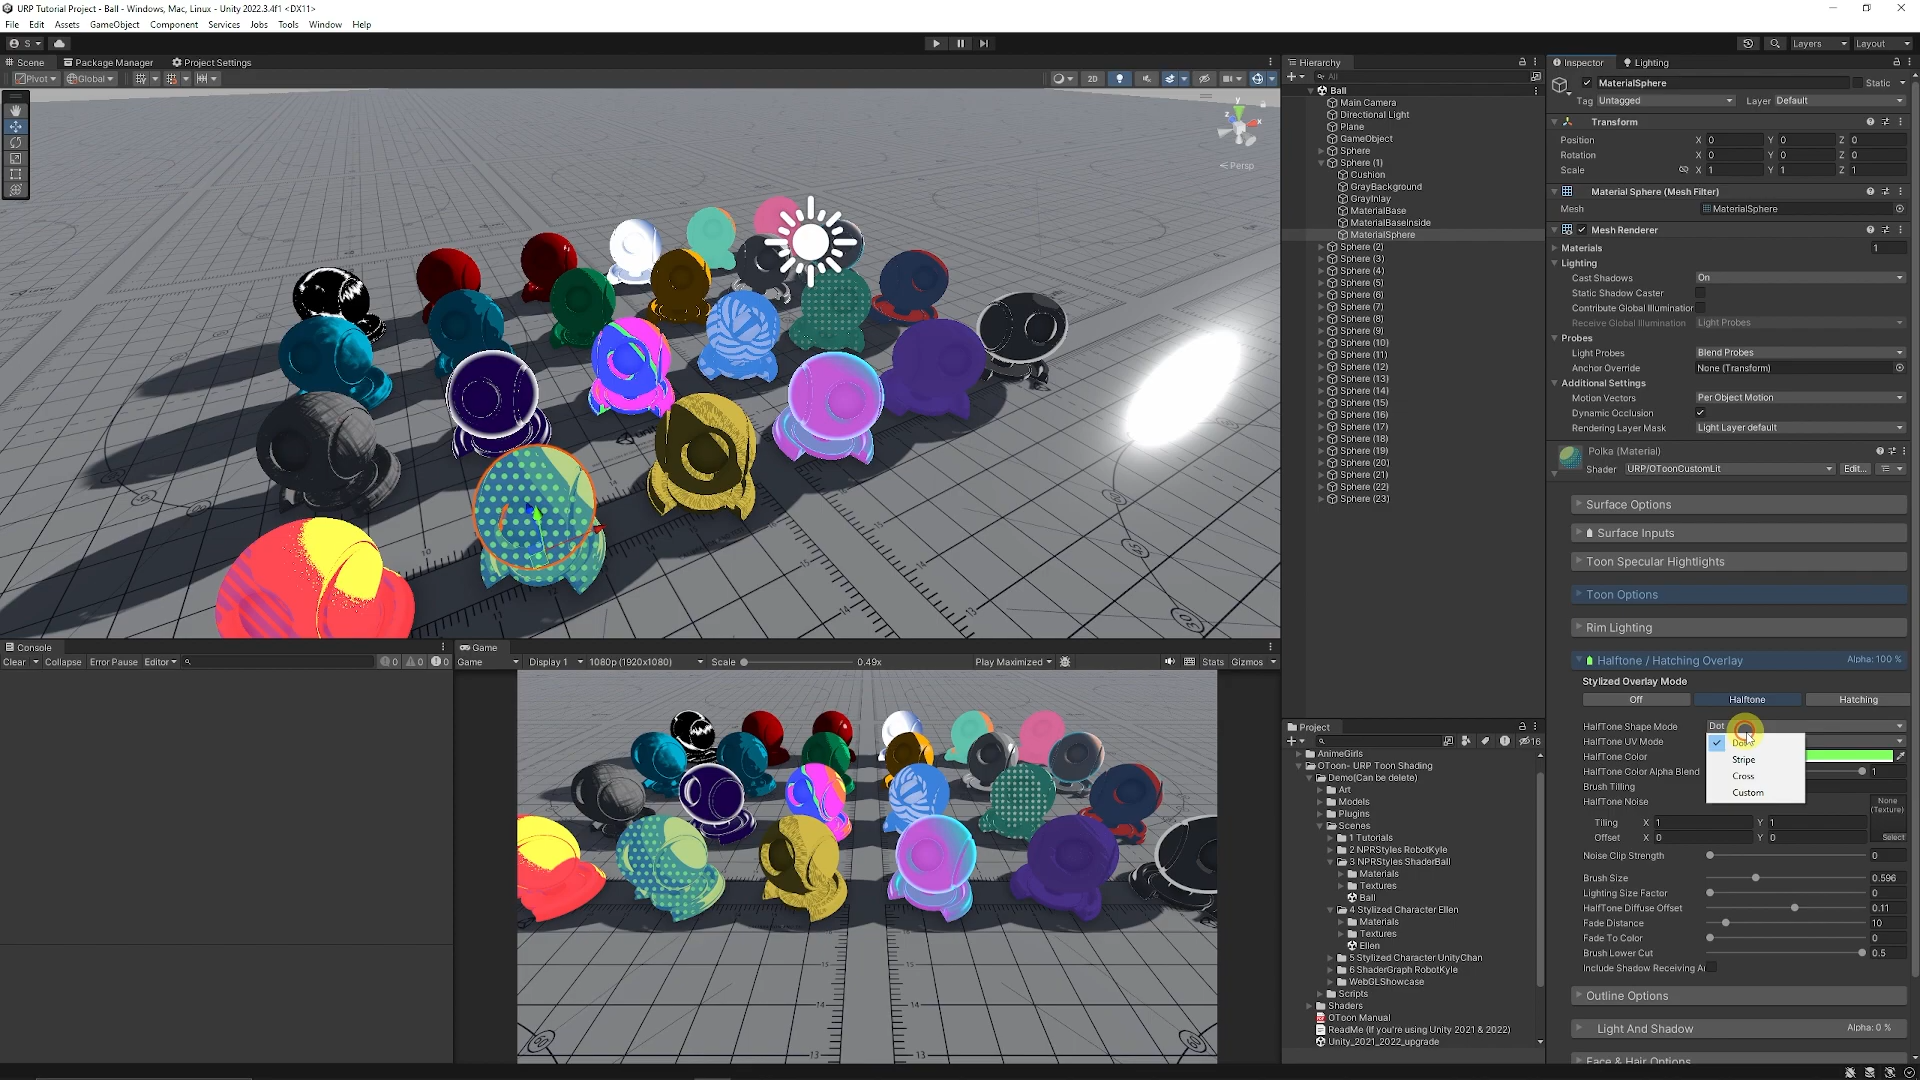 URP Tutorial Project - Ball - Windows, Mac, Linux - Unity 2022.3.4f1 <DX11>
File Edit Assets GameObject Component Services Jobs Tools Window Help
S Layers Layout
Scene Package Manager Project Settings
Pivot Global 2D
Persp
Hierarchy
All
Ball
Main Camera
Directional Light
Plane
GameObject
Sphere
Sphere (1)
Cushion
GrayBackground
GrayInlay
MaterialBase
MaterialBaseInside
MaterialSphere
Sphere (2)
Sphere (3)
Sphere (4)
Sphere (5)
Sphere (6)
Sphere (7)
Sphere (8)
Sphere (9)
Sphere (10)
Sphere (11)
Sphere (12)
Sphere (13)
Sphere (14)
Sphere (15)
Sphere (16)
Sphere (17)
Sphere (18)
Sphere (19)
Sphere (20)
Sphere (21)
Sphere (22)
Sphere (23)
Inspector Lighting
MaterialSphere Static
Tag Untagged Layer Default
Transform
Position X 0 Y 0 Z 0
Rotation X 0 Y 0 Z 0
Scale X 1 Y 1 Z 1
Material Sphere (Mesh Filter)
Mesh MaterialSphere
Mesh Renderer
Materials 1
Lighting
Cast Shadows On
Static Shadow Caster
Contribute Global Illumination
Receive Global Illumination Light Probes
Probes
Light Probes Blend Probes
Anchor Override None (Transform)
Additional Settings
Motion Vectors Per Object Motion
Dynamic Occlusion
Rendering Layer Mask Light Layer default
Polka (Material)
Shader URP/OToonCustomLit Edit...
Surface Options
Surface Inputs
Toon Specular Hightlights
Toon Options
Rim Lighting
Halftone / Hatching Overlay Alpha: 100 %
Stylized Overlay Mode
Off Halftone Hatching
HalfTone Shape Mode Dot
HalfTone UV Mode
HalfTone Color
HalfTone Color Alpha Blend 1
Brush Tilling
HalfTone Noise None (Texture)
Tiling X 1 Y 1
Offset X 0 Y 0 Select
Noise Clip Strength 0
Brush Size 0.596
Lighting Size Factor 0
HalfTone Diffuse Offset 0.11
Fade Distance 10
Fade To Color 0
Brush Lower Cut 0.5
Include Shadow Receiving A
Stripe
Cross
Custom
Outline Options
Light And Shadow Alpha: 0 %
Face & Hair Options
Console
Clear Collapse Error Pause Editor 0 0 0
Game
Game Display 1 1080p (1920x1080) Scale 0.49x Play Maximized Stats Gizmos
Project
16
AnimeGirls
OToon- URP Toon Shading
Demo(Can be delete)
Art
Models
Plugins
Scenes
1 Tutorials
2 NPRStyles RobotKyle
3 NPRStyles ShaderBall
Materials
Textures
Ball
4 Stylized Character Ellen
Materials
Textures
Ellen
5 Stylized Character UnityChan
6 ShaderGraph RobotKyle
WebGLShowcase
Scripts
Shaders
OToon Manual
ReadMe (If you're using Unity 2021 & 2022)
Unity_2021_2022_upgrade